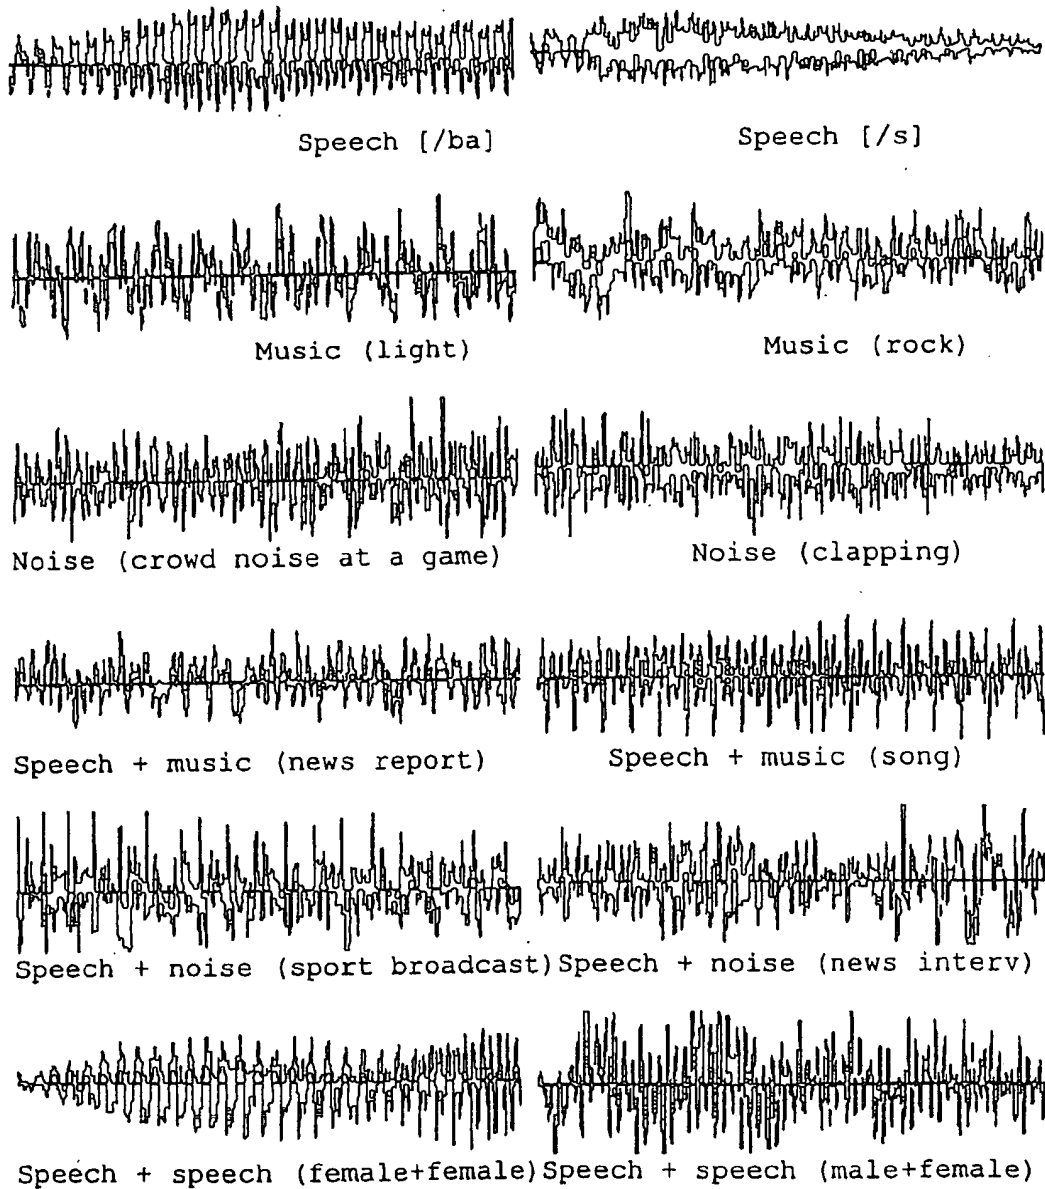 Speech [/ba]
Speech [/s]
Music (light)
Music (rock)
Noise (crowd noise at a game)
Noise (clapping)
Speech + music (news report)
Speech + music (song)
Speech + noise (sport broadcast)
Speech + noise (news interv)
Speech + speech (female+female)
Speech + speech (male+female)